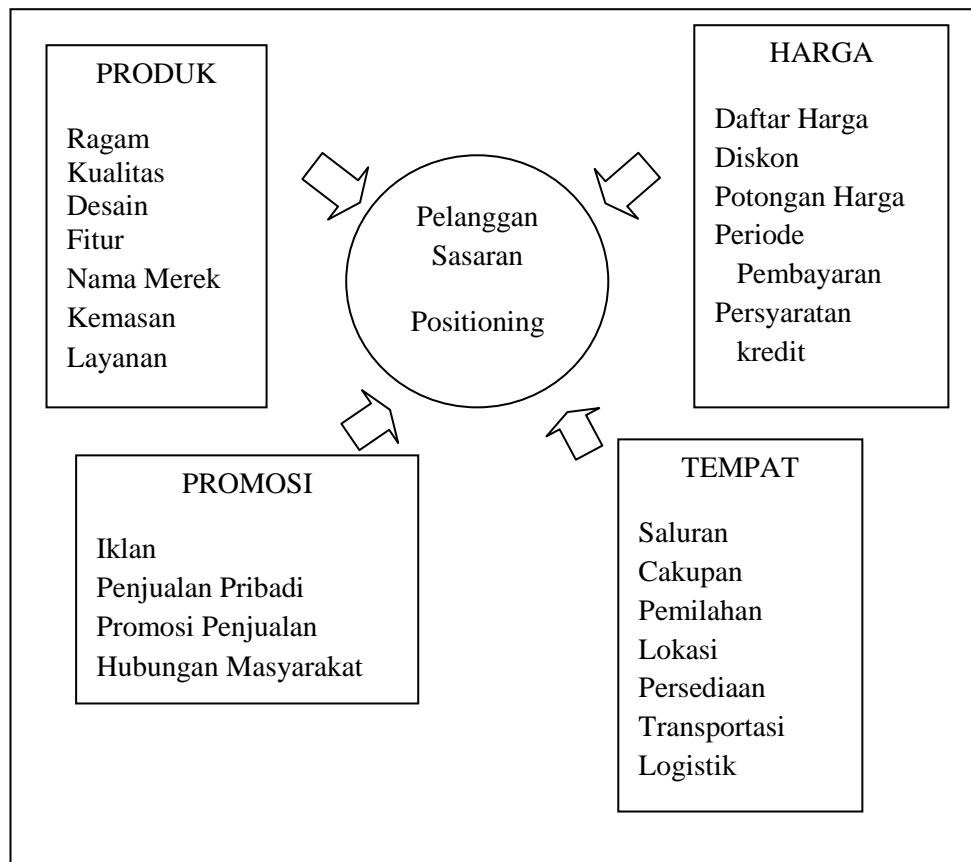 PRODUK
Ragam
Kualitas
Desain
Fitur
Nama Merek
Kemasan
Layanan
HARGA
Daftar Harga
Diskon
Potongan Harga
Periode
Pembayaran
Persyaratan
kredit
Pelanggan
Sasaran
Positioning
PROMOSI
Iklan
Penjualan Pribadi
Promosi Penjualan
Hubungan Masyarakat
TEMPAT
Saluran
Cakupan
Pemilahan
Lokasi
Persediaan
Transportasi
Logistik